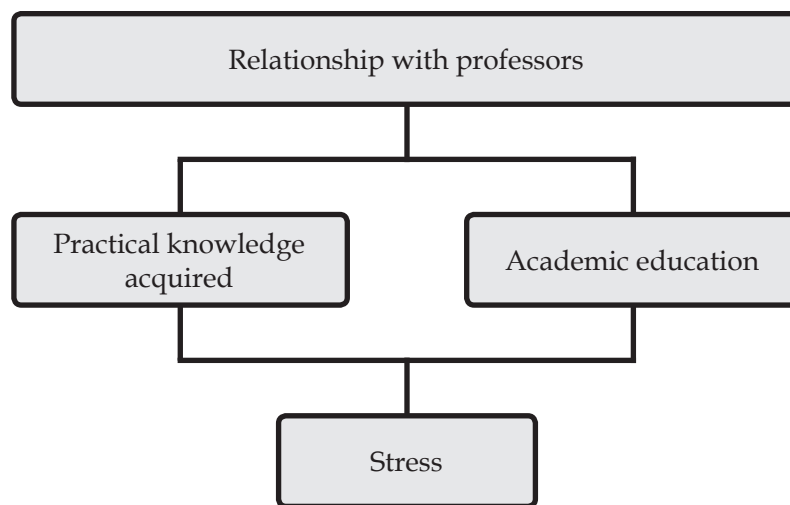 Relationship with professors
Practical knowledge
acquired
Academic education
Stress